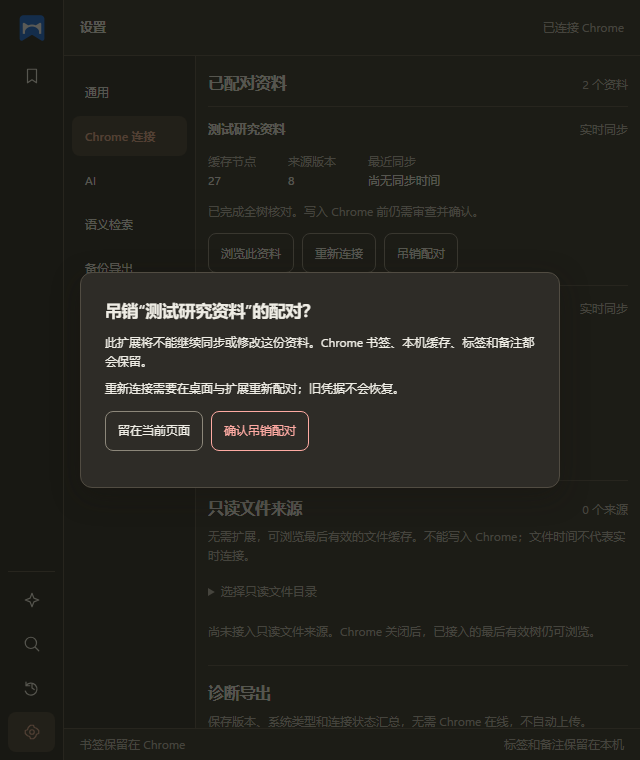 设置
已连接 Chrome
通用
Chrome 连接
AI
语义检索
备份导出
已配对资料
2 个资料
测试研究资料
实时同步
缓存节点
来源版本
最近同步
27
8
尚无同步时间
已完成全树核对。写入 Chrome 前仍需审查并确认。
浏览此资料
重新连接
吊销配对
实时同步
吊销“测试研究资料”的配对？
此扩展将不能继续同步或修改这份资料。Chrome 书签、本机缓存、标签和备注都
会保留。
重新连接需要在桌面与扩展重新配对；旧凭据不会恢复。
留在当前页面
确认吊销配对
只读文件来源
0 个来源
无需扩展，可浏览最后有效的文件缓存。不能写入 Chrome；文件时间不代表实
时连接。
选择只读文件目录
尚未接入只读文件来源。Chrome 关闭后，已接入的最后有效树仍可浏览。
诊断导出
保存版本、系统类型和连接状态汇总，无需 Chrome 在线，不自动上传。
书签保留在 Chrome
标签和备注保留在本机